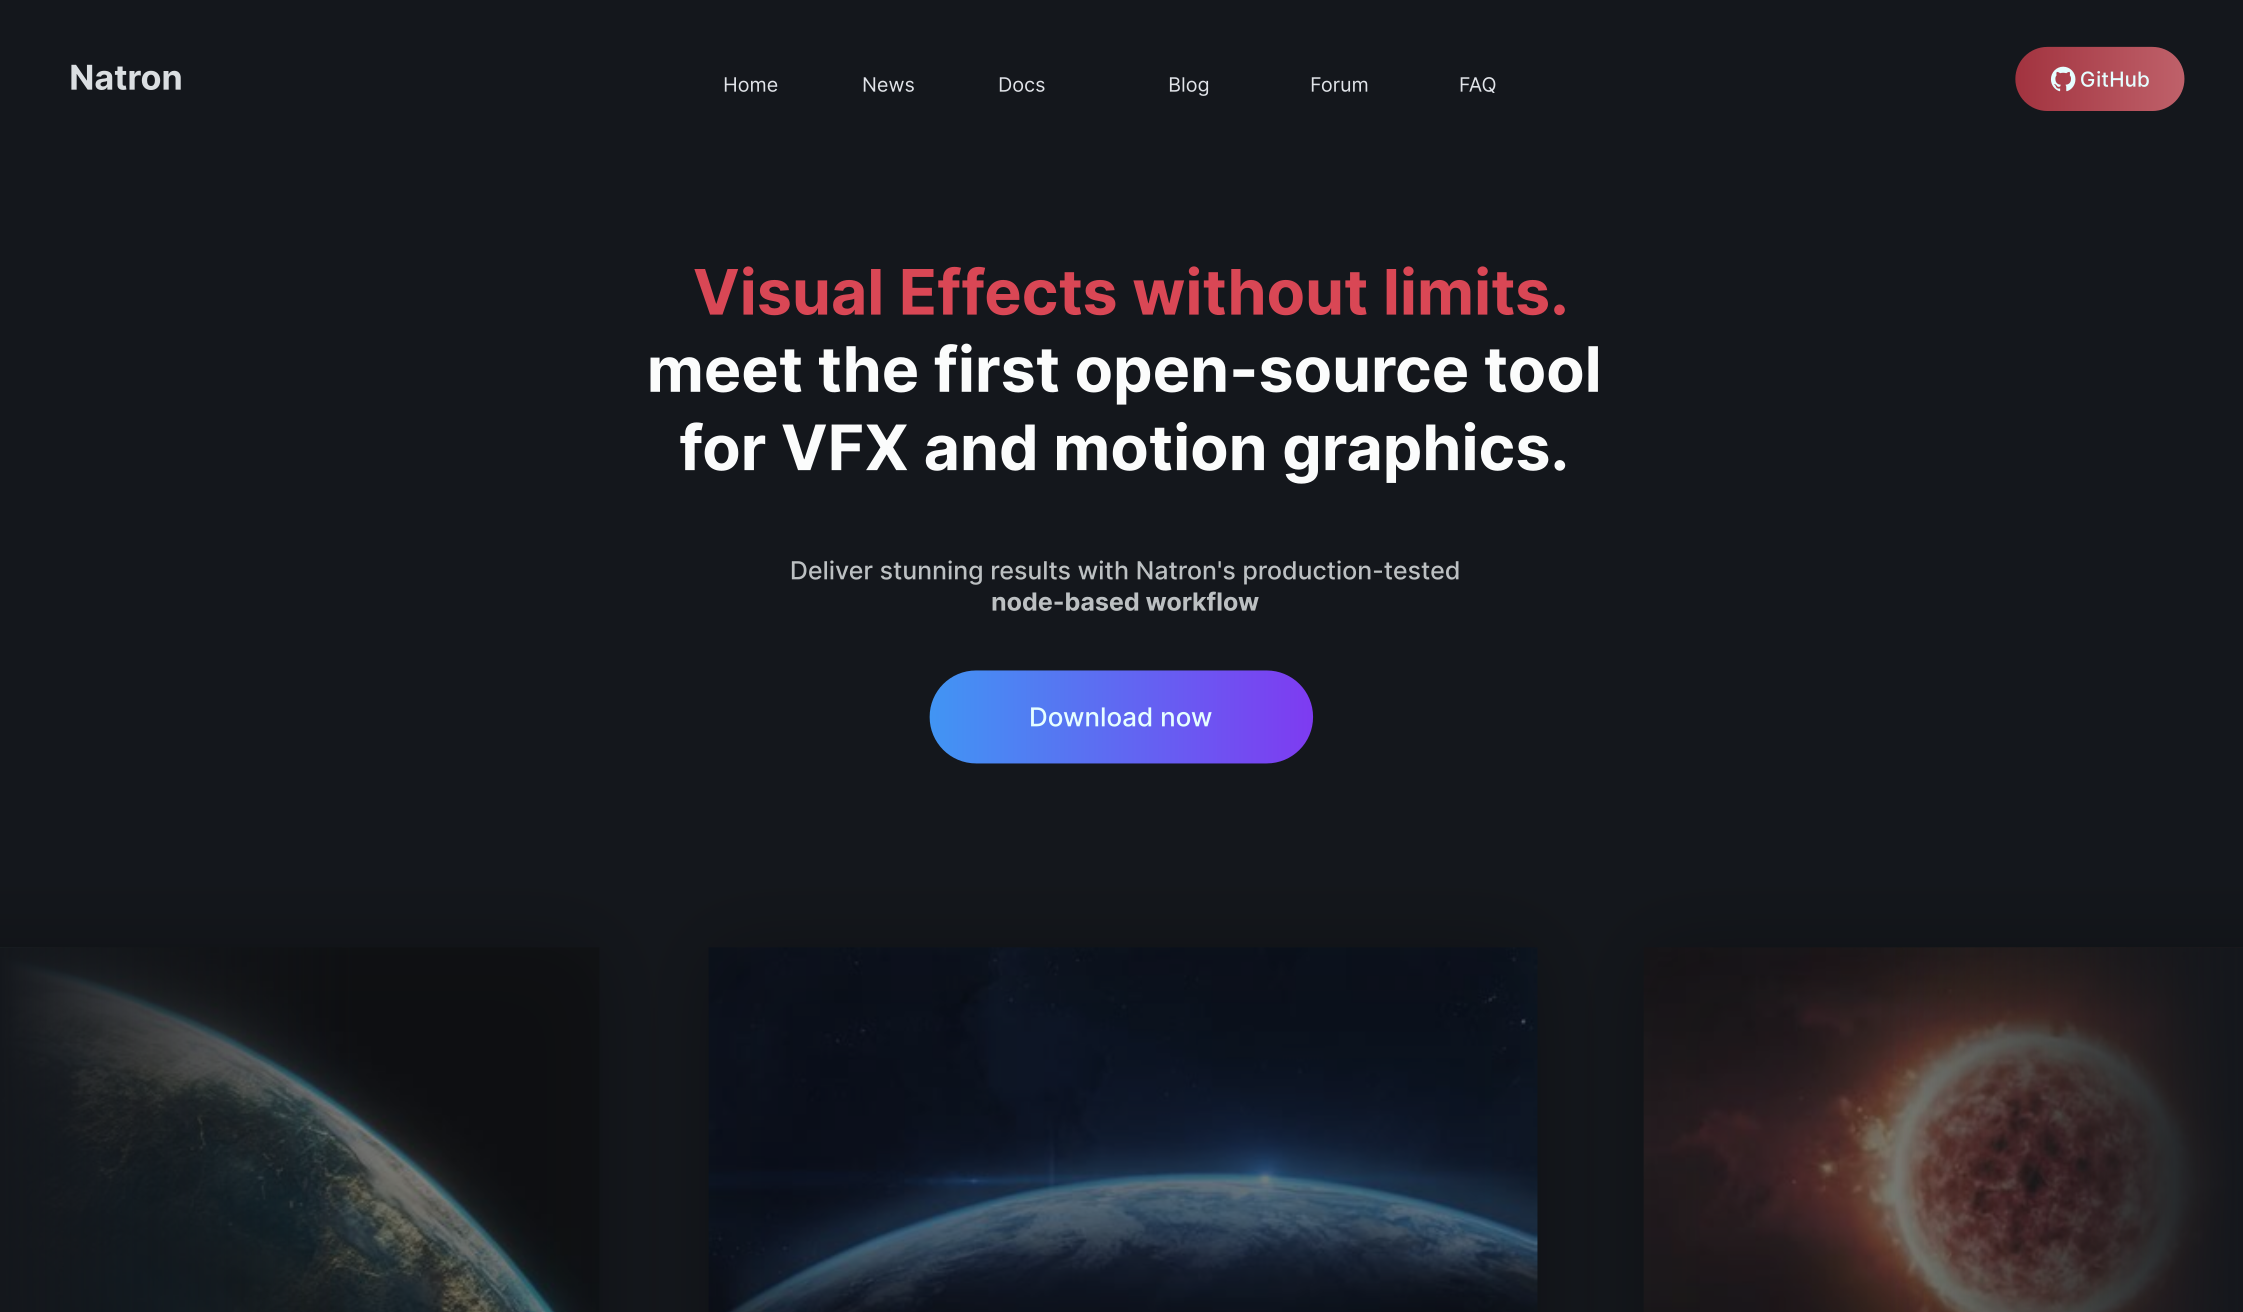 Natron
Home News Docs Blog Forum FAQ
GitHub
Visual Effects without limits.
meet the first open-source tool
for VFX and motion graphics.
Deliver stunning results with Natron's production-tested
node-based workflow
Download now